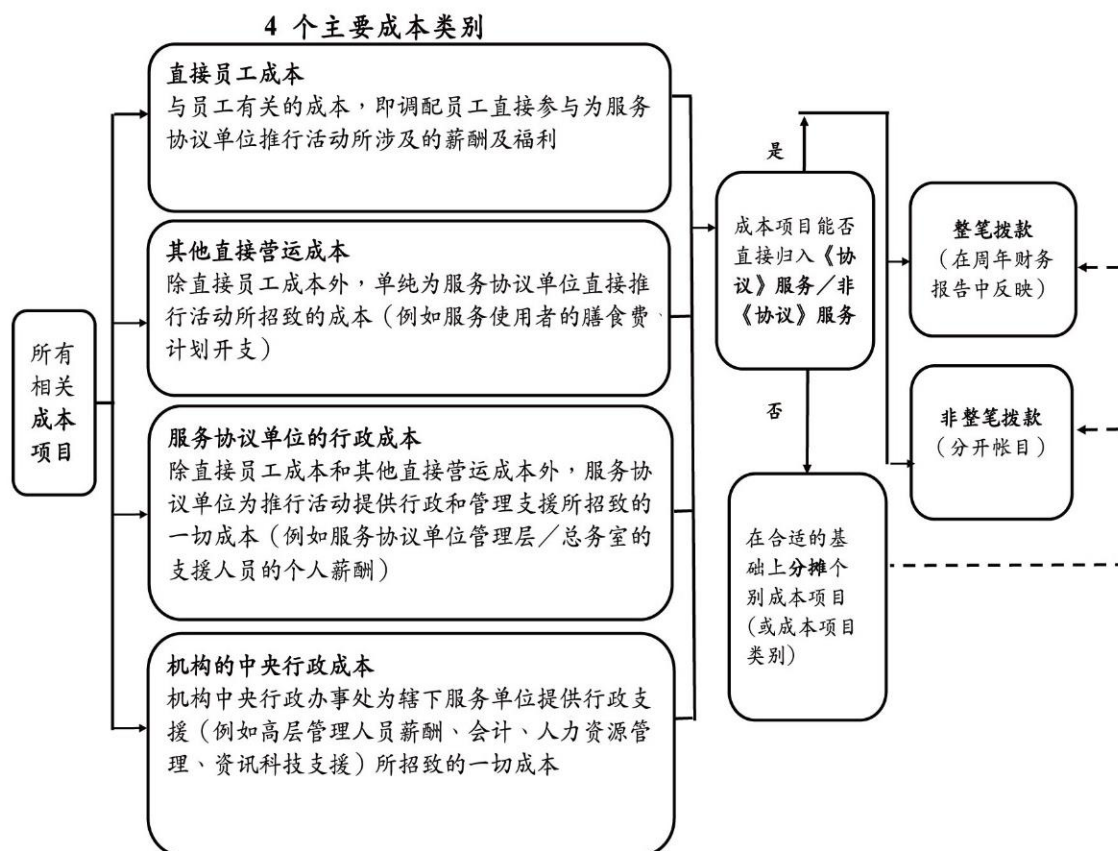 4 个主要成本类别
直接员工成本
与员工有关的成本，即调配员工直接参与为服务
协议单位推行活动所涉及的薪酬及福利
其他直接营运成本
除直接员工成本外，单纯为服务协议单位直接推
行活动所招致的成本（例如服务使用者的膳食费、
计划开支）
服务协议单位的行政成本
除直接员工成本和其他直接营运成本外，服务协
议单位为推行活动提供行政和管理支援所招致的
一切成本（例如服务协议单位管理层／总务室的
支援人员的个人薪酬）
机构的中央行政成本
机构中央行政办事处为辖下服务单位提供行政支
援（例如高层管理人员薪酬、会计、人力资源管
理、资讯科技支援）所招致的一切成本
所有
相关
成本
项目
是
成本项目能否
直接归入《协
议》服务／非
《协议》服务
否
在合适的基
础上分摊个
别成本项目
（或成本项目
类别）
整笔拨款
（在周年财务
报告中反映）
非整笔拨款
（分开帐目）